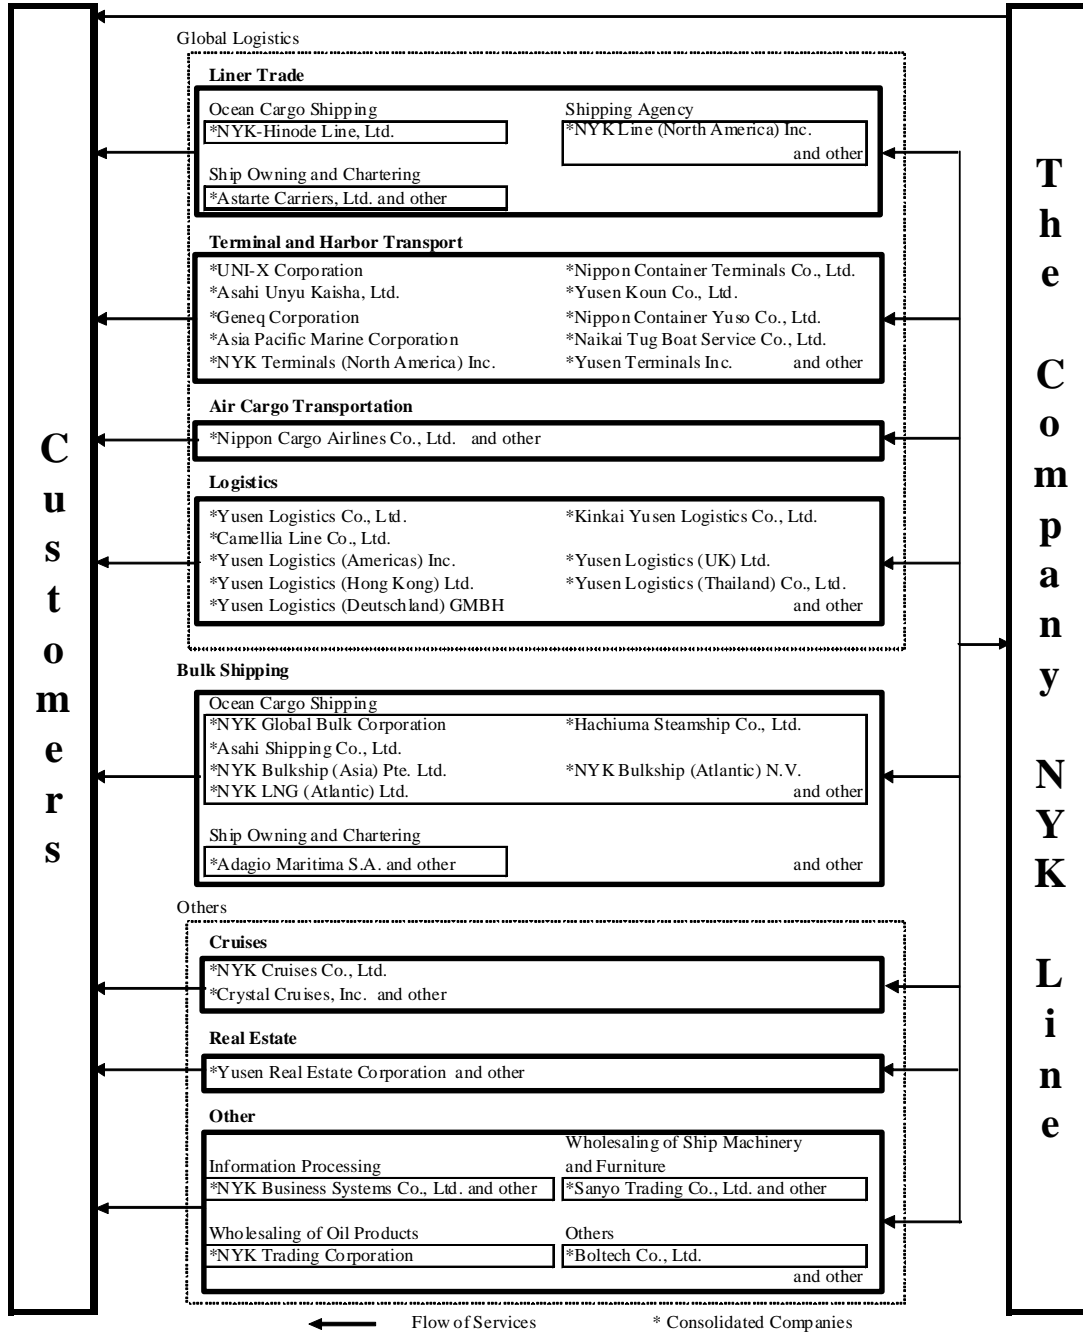 Global Logistics
Liner Trade
Ocean Cargo Shipping
*NYK-Hinode Line, Ltd.
Shipping Agency
*NYK Line (North America) Inc.
and other
Ship Owning and Chartering
*Astarte Carriers, Ltd. and other
Terminal and Harbor Transport
*UNI-X Corporation
*Nippon Container Terminals Co., Ltd.
*Asahi Unyu Kaisha, Ltd.
*Yusen Koun Co., Ltd.
*Geneq Corporation
*Nippon Container Yuso Co., Ltd.
*Asia Pacific Marine Corporation
*Naikai Tug Boat Service Co., Ltd.
*NYK Terminals (North America) Inc.
*Yusen Terminals Inc. and other
Air Cargo Transportation
*Nippon Cargo Airlines Co., Ltd. and other
Logistics
*Yusen Logistics Co., Ltd.
*Kinkai Yusen Logistics Co., Ltd.
*Camellia Line Co., Ltd.
*Yusen Logistics (Americas) Inc.
*Yusen Logistics (UK) Ltd.
*Yusen Logistics (Hong Kong) Ltd.
*Yusen Logistics (Thailand) Co., Ltd.
*Yusen Logistics (Deutschland) GMBH
and other
Bulk Shipping
Ocean Cargo Shipping
*NYK Global Bulk Corporation
*Hachiuma Steamship Co., Ltd.
*Asahi Shipping Co., Ltd.
*NYK Bulkship (Asia) Pte. Ltd.
*NYK Bulkship (Atlantic) N.V.
*NYK LNG (Atlantic) Ltd.
and other
Ship Owning and Chartering
*Adagio Maritima S.A. and other
and other
Others
Cruises
*NYK Cruises Co., Ltd.
*Crystal Cruises, Inc. and other
Real Estate
*Yusen Real Estate Corporation and other
Other
Information Processing
*NYK Business Systems Co., Ltd. and other
Wholesaling of Ship Machinery
and Furniture
*Sanyo Trading Co., Ltd. and other
Wholesaling of Oil Products
*NYK Trading Corporation
Others
*Boltech Co., Ltd.
and other
Customers
The Company NYK Line
Flow of Services
* Consolidated Companies